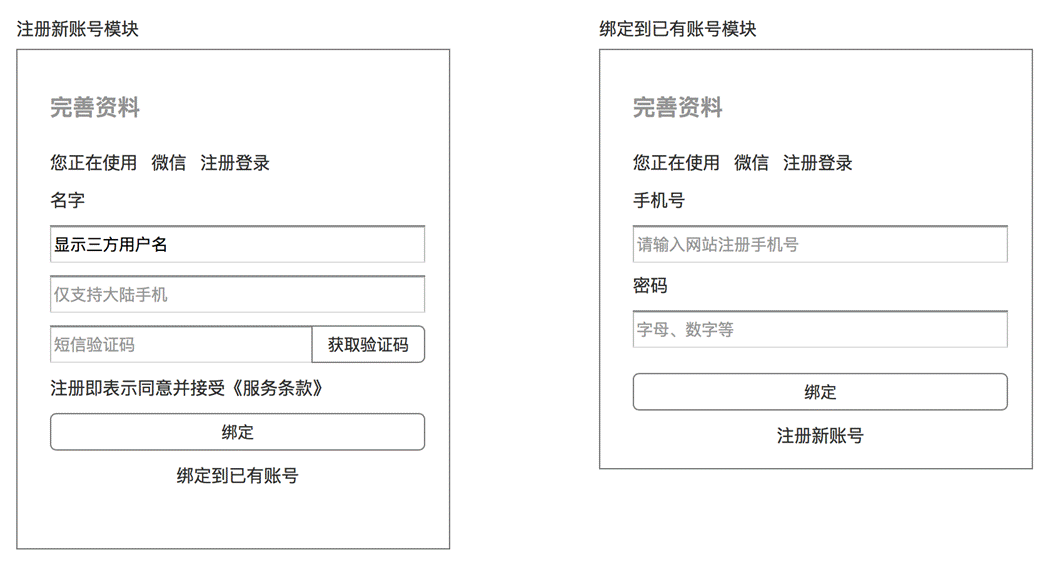 注册新账号模块
完善资料
您正在使用 微信 注册登录
名字
显示三方用户名
仅支持大陆手机
短信验证码 获取验证码
注册即表示同意并接受《服务条款》
绑定
绑定到已有账号
绑定到已有账号模块
完善资料
您正在使用 微信 注册登录
手机号
请输入网站注册手机号
密码
字母、数字等
绑定
注册新账号